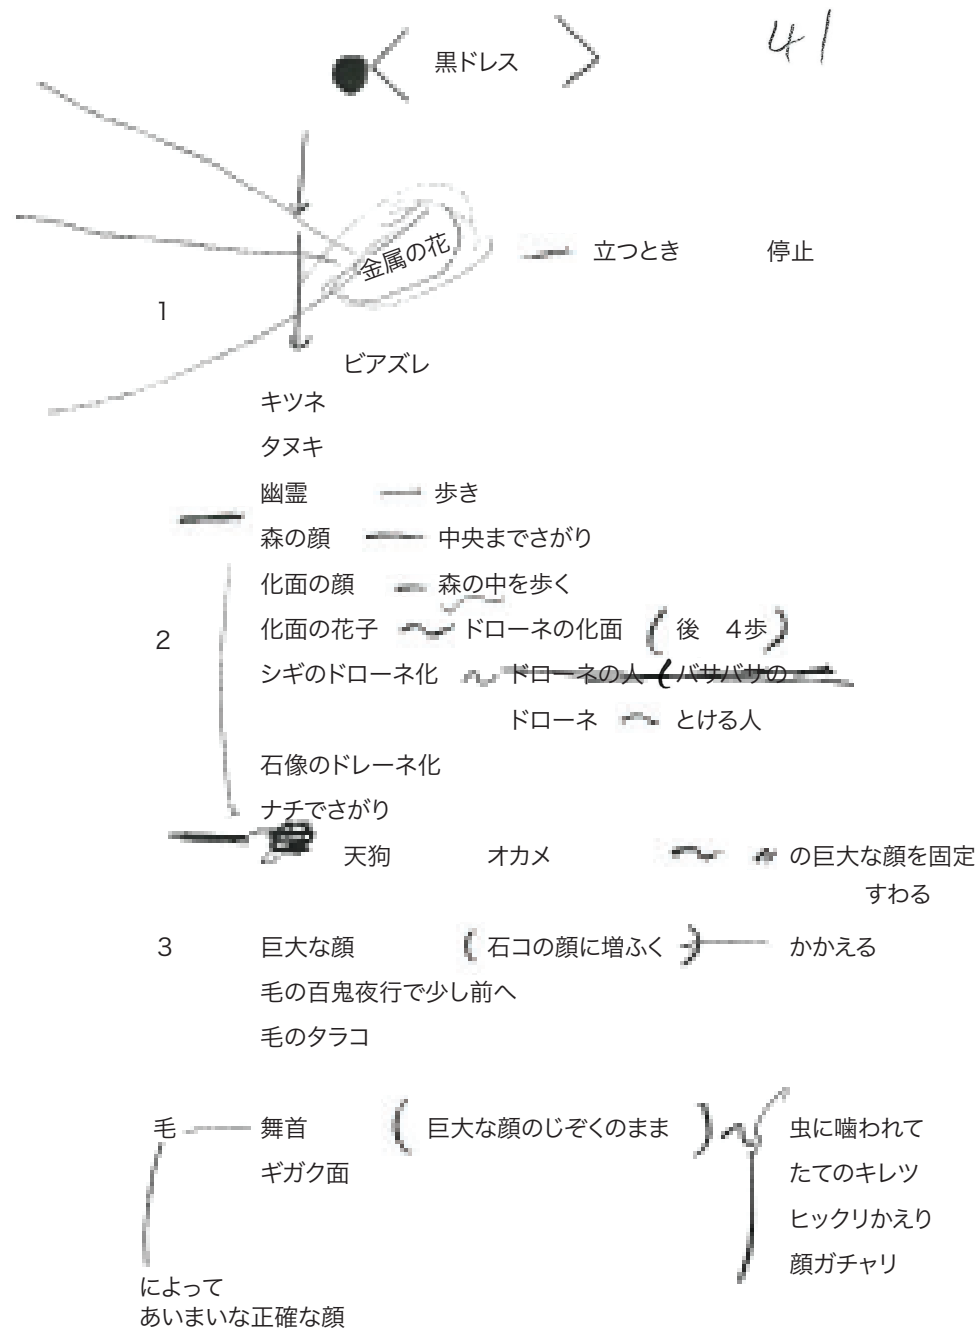 41
黒ドレス
金属の花 立つとき 停止
1
ビアズレ
キツネ
タヌキ
幽霊 歩き
森の顔 中央までさがり
化面の顔 森の中を歩く
2 化面の花子 ドローネの化面 ( 後 4歩 )
シギのドローネ化 ドローネの人 ( バサバサの
ドローネ とける人
石像のドレーネ化
ナチでさがり
天狗 オカメ 〃の巨大な顔を固定
すわる
3 巨大な顔 ( 石コの顔に増ふく ) かかえる
毛の百鬼夜行で少し前へ
毛のタラコ
毛 舞首 ( 巨大な顔のじぞくのまま ) 虫に噛われて
ギガク面 たてのキレツ
ヒックリかえり
顔ガチャリ
によって
あいまいな正確な顔